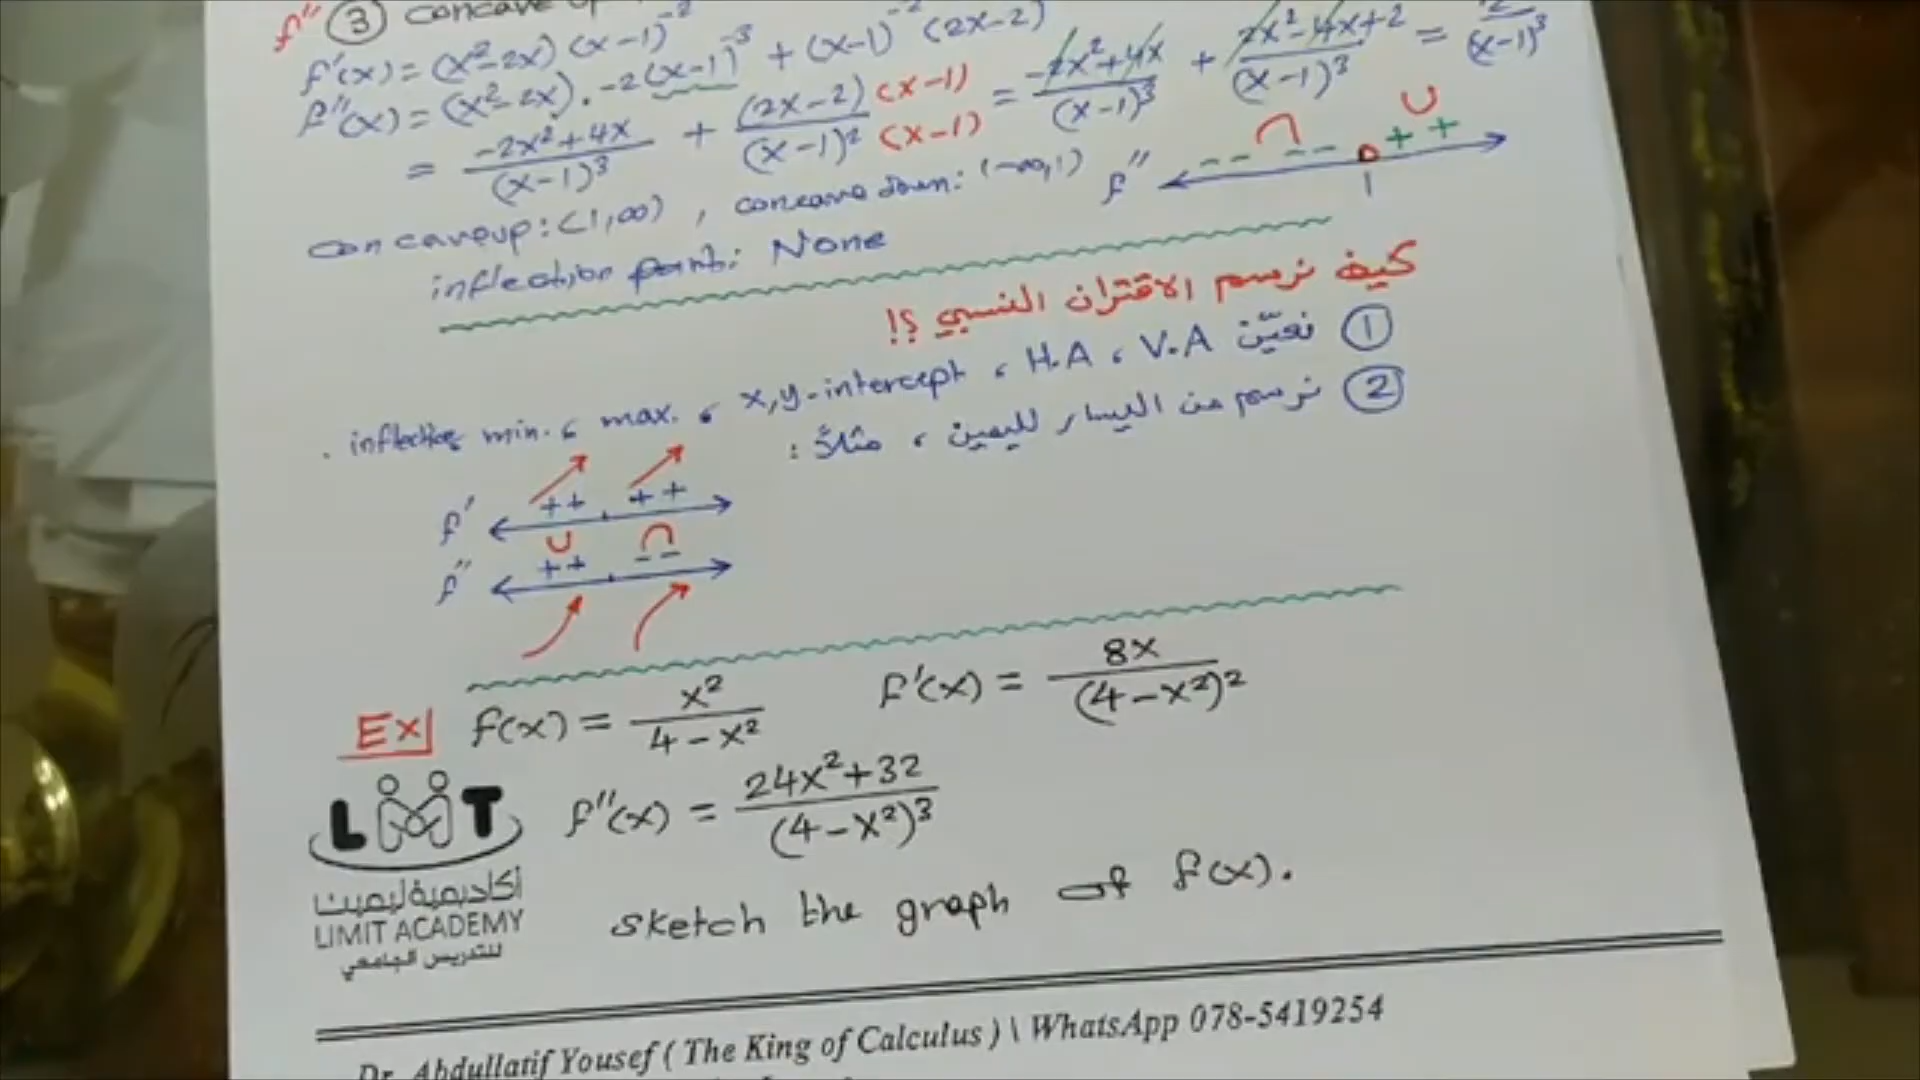 f" ③ concave up
f'(x) = (x²-2x) (x-1)⁻²
f"(x) = (x²-2x) . -2(x-1)⁻³ + (x-1)⁻² (2x-2)
= -2x²+4x / (x-1)³ + (2x-2) (x-1) / (x-1)² (x-1) = -2x²+4x / (x-1)³ + 2x²-4x+2 / (x-1)³ = 2 / (x-1)³
concave up: (1,∞) , concave down: (-∞,1)
f" -- ∩ -- ++ ∪
1
inflection point: None
كيف نرسم الاقتران النسبي ؟!
① نعيّن V.A ، H.A ، x,y-intercept ، max. ، min. ، inflection .
② نرسم من اليسار لليمين ، مثلاً :
f' ++ ++
∪ ∩
f" ++ --
Ex f(x) = x² / 4-x² f'(x) = 8x / (4-x²)²
f"(x) = 24x²+32 / (4-x²)³
sketch the graph of f(x).
L T
أكاديمية ليميت
LIMIT ACADEMY
للتدريس الجامعي
Dr. Abdullatif Yousef ( The King of Calculus ) \ WhatsApp 078-5419254